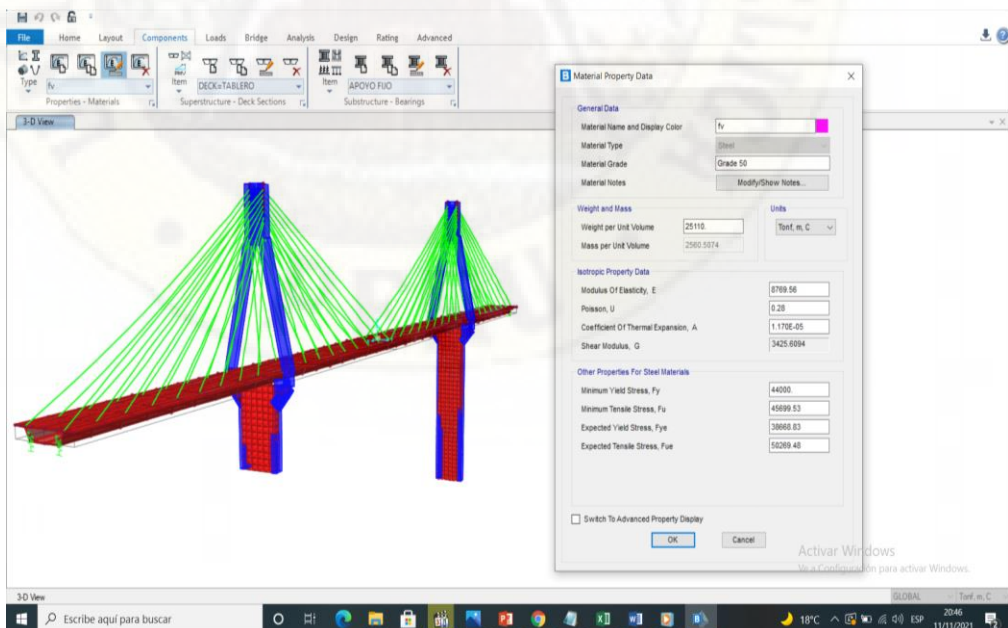 File Home Layout Components Loads Bridge Analysis Design Rating Advanced
Type
fv
Item
DECK=TABLERO
Item
APOYO FIJO
Properties - Materials
Superstructure - Deck Sections
Substructure - Bearings
3-D View
Material Property Data
General Data
Material Name and Display Color fv
Material Type Steel
Material Grade Grade 50
Material Notes Modify/Show Notes...
Weight and Mass Units
Weight per Unit Volume 25110. Tonf, m, C
Mass per Unit Volume 2560.5074
Isotropic Property Data
Modulus Of Elasticity, E 8769.56
Poisson, U 0.28
Coefficient Of Thermal Expansion, A 1.170E-05
Shear Modulus, G 3425.6094
Other Properties For Steel Materials
Minimum Yield Stress, Fy 44000.
Minimum Tensile Stress, Fu 45699.53
Expected Yield Stress, Fye 38668.83
Expected Tensile Stress, Fue 50269.48
Switch To Advanced Property Display
OK Cancel
Activar Windows
Ve a Configuración para activar Windows.
3-D View GLOBAL Tonf, m, C
Escribe aquí para buscar 18°C ESP 20:46
11/11/2021